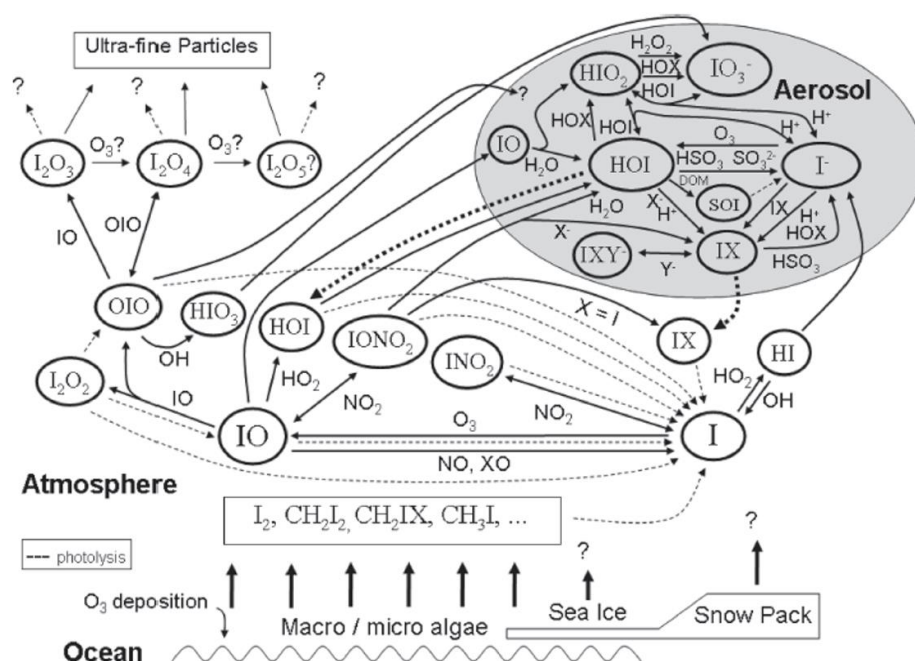 Ultra-fine Particles
?
?
?
?
O₃?
O₃?
I₂O₃
I₂O₄
I₂O₅?
IO
OIO
OIO
HIO₃
OH
I₂O₂
IO
IO
HOI
HO₂
IONO₂
NO₂
INO₂
NO₂
O₃
NO, XO
X = I
IX
HI
HO₂
OH
I
Aerosol
HIO₂
H₂O₂
HOX
HOI
IO₃⁻
IO
H₂O
HOX
HOI
H⁺
H⁺
O₃
HOI
HSO₃⁻ SO₃²⁻
I⁻
DOM
SOI
H₂O
X⁻
H⁺
IX
H⁺
HOX
X⁻
IXY⁻
Y⁻
IX
HSO₃⁻
Atmosphere
I₂, CH₂I₂, CH₂IX, CH₃I, ...
--- photolysis
?
?
O₃ deposition
Macro / micro algae
Sea Ice
Snow Pack
Ocean